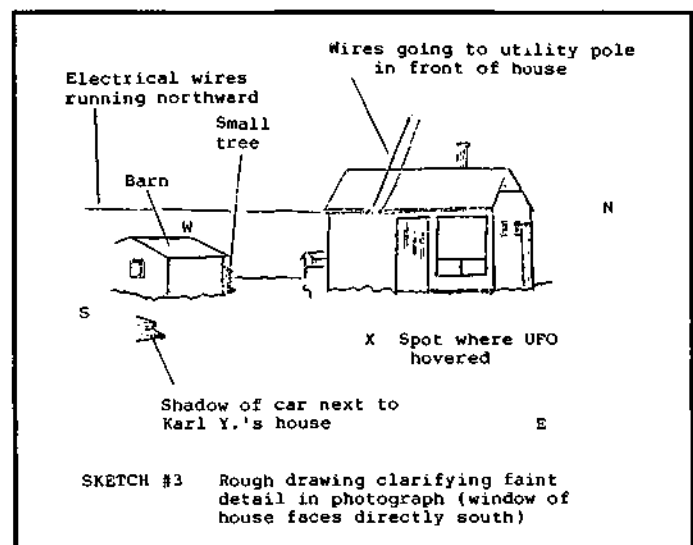 Wires going to utility pole
in front of house
Electrical wires
running northward
Small
tree
Barn
N
W
S
X Spot where UFO
hovered
Shadow of car next to
Karl Y.'s house
E
SKETCH #3 Rough drawing clarifying faint
detail in photograph (window of
house faces directly south)